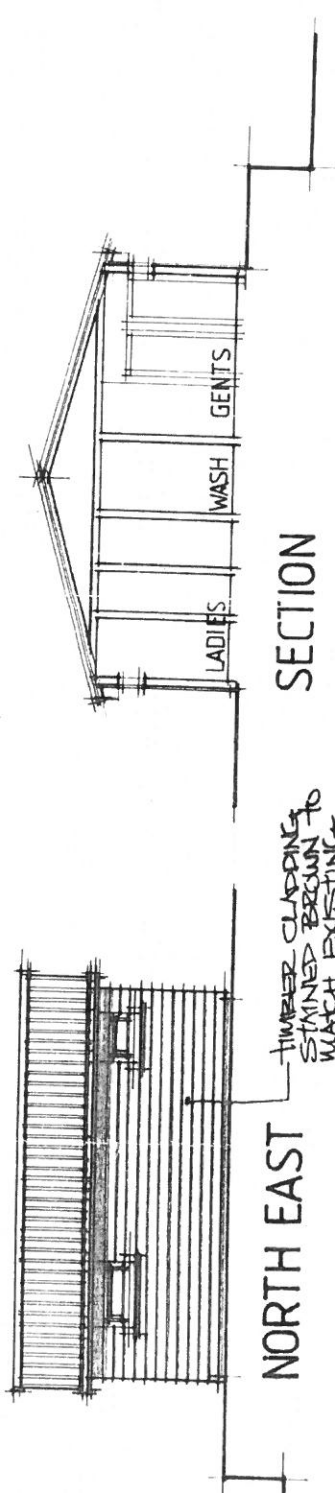 LADIES WASH GENTS
SECTION
NORTH EAST
TIMBER CLADDING
STAINED BROWN TO
MATCH EXISTING